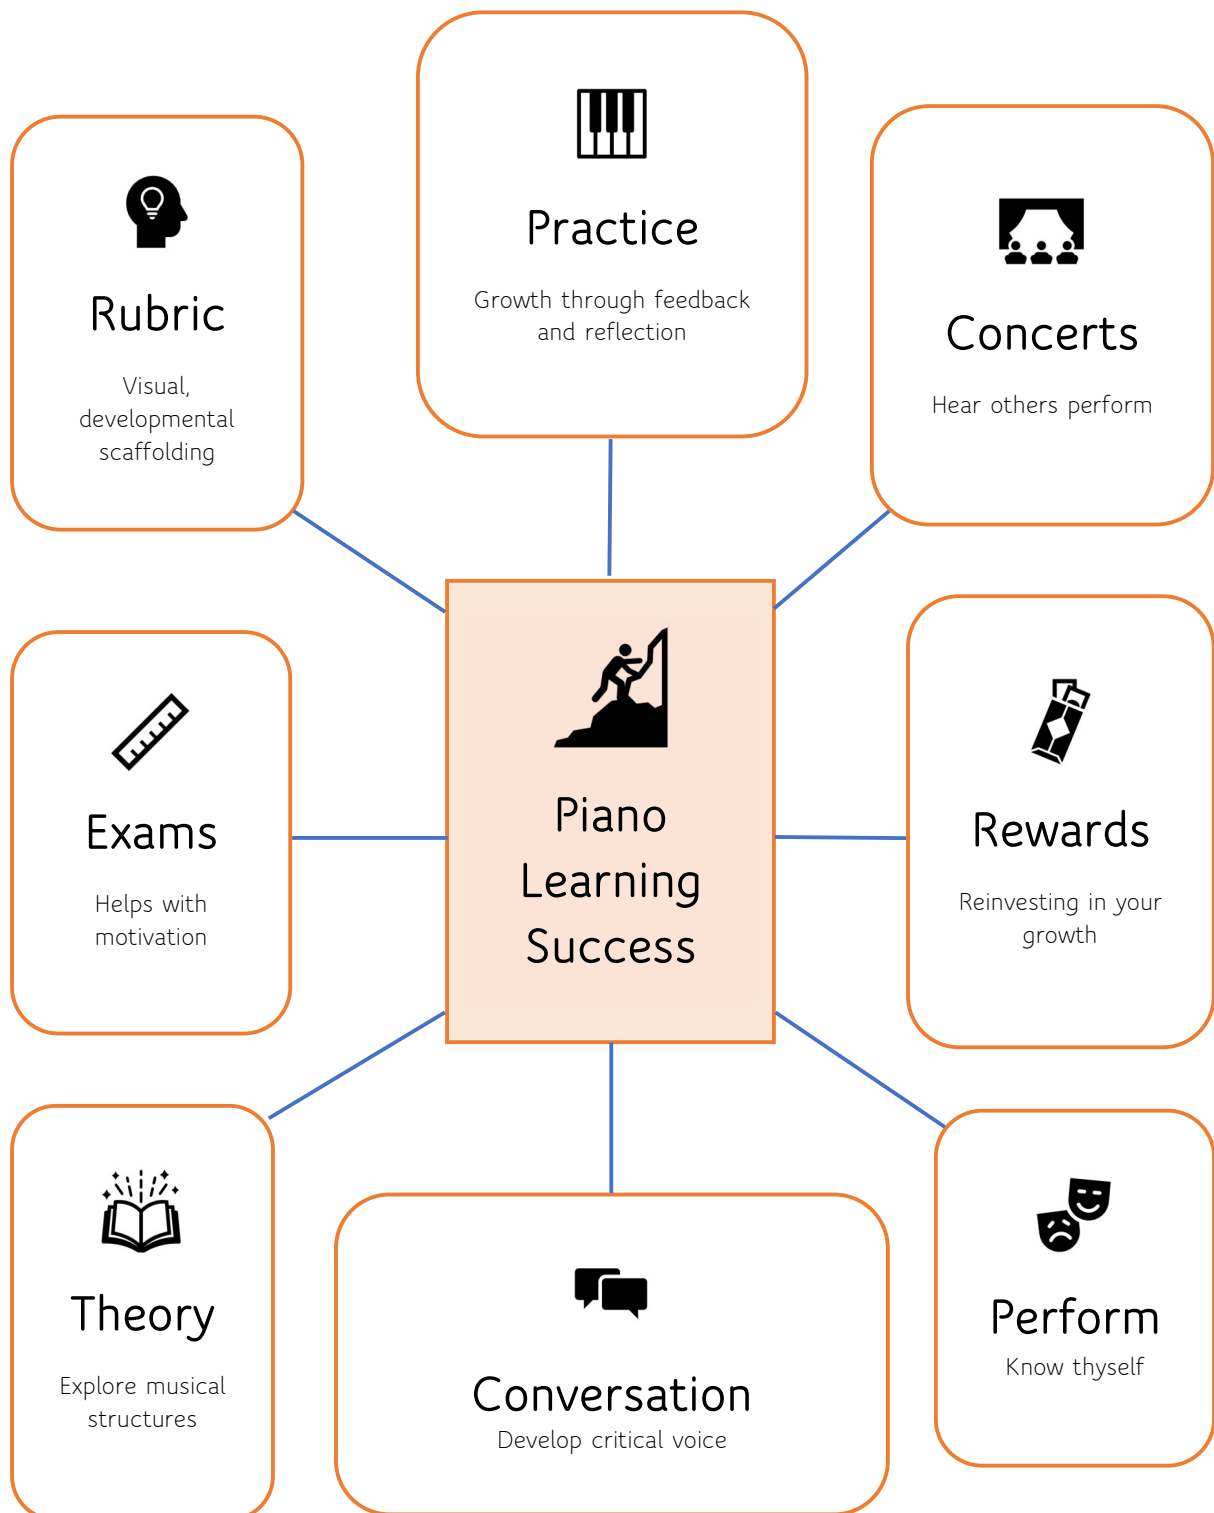 Practice
Growth through feedback
and reflection
Rubric
Visual,
developmental
scaffolding
Concerts
Hear others perform
Exams
Helps with
motivation
Piano
Learning
Success
Rewards
Reinvesting in your
growth
Theory
Explore musical
structures
Conversation
Develop critical voice
Perform
Know thyself